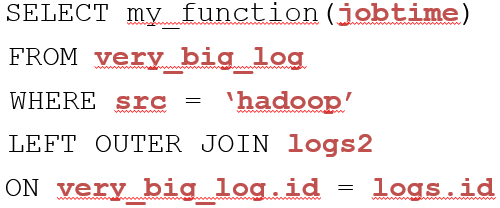 SELECT my_function(jobtime)
FROM very_big_log
WHERE src = ‘hadoop’
LEFT OUTER JOIN logs2
ON very_big_log.id = logs.id